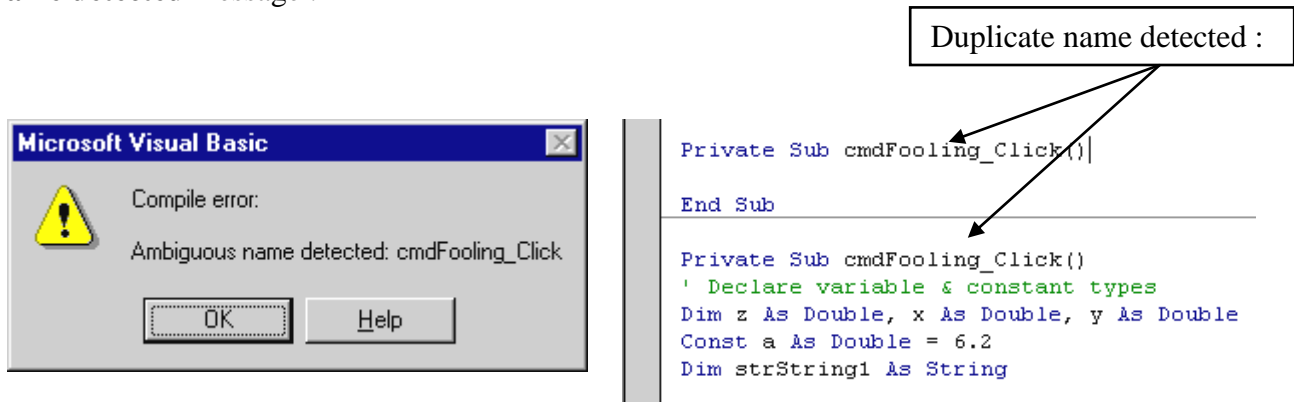 Duplicate name detected :
Microsoft Visual Basic
Compile error:
Ambiguous name detected: cmdFooling_Click
OK
Help
Private Sub cmdFooling_Click()
End Sub
Private Sub cmdFooling_Click()
' Declare variable & constant types
Dim z As Double, x As Double, y As Double
Const a As Double = 6.2
Dim strString1 As String